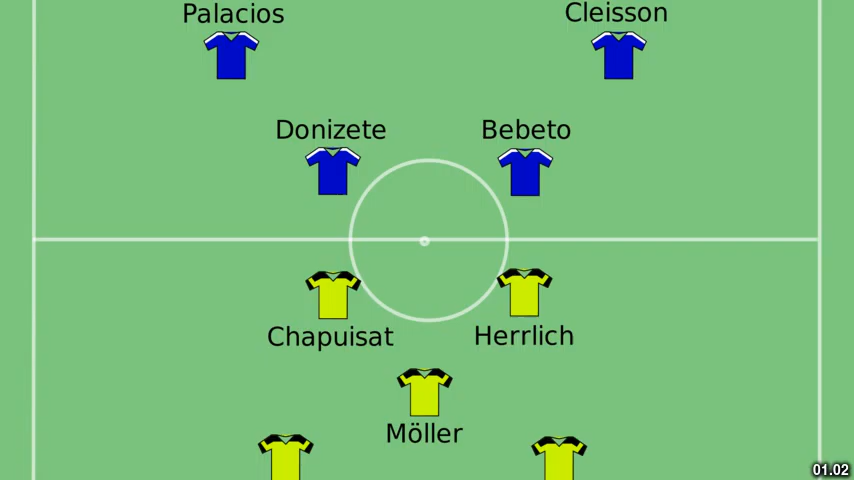 Palacios
Cleisson
Donizete
Bebeto
Chapuisat
Herrlich
Möller
01.02